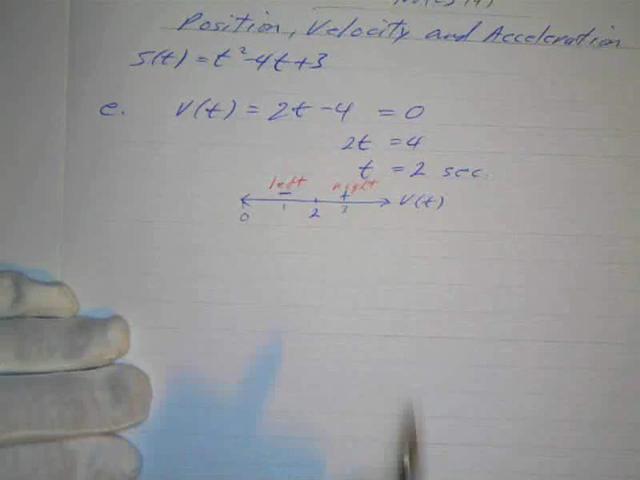 Position, Velocity and Acceleration
s(t) = t²-4t+3
e. v(t) = 2t-4 = 0
2t = 4
t = 2 sec.
left right
- +
0 1 2 3 v(t)